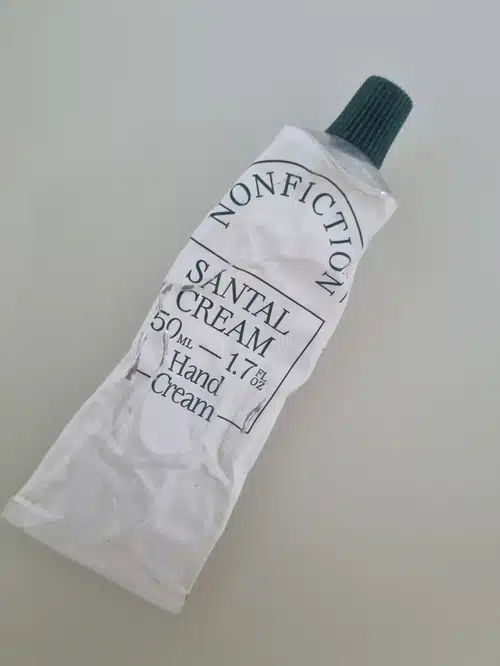 NONFICTION
SANTAL
CREAM
50ML — 1.7 FL OZ
Hand
Cream